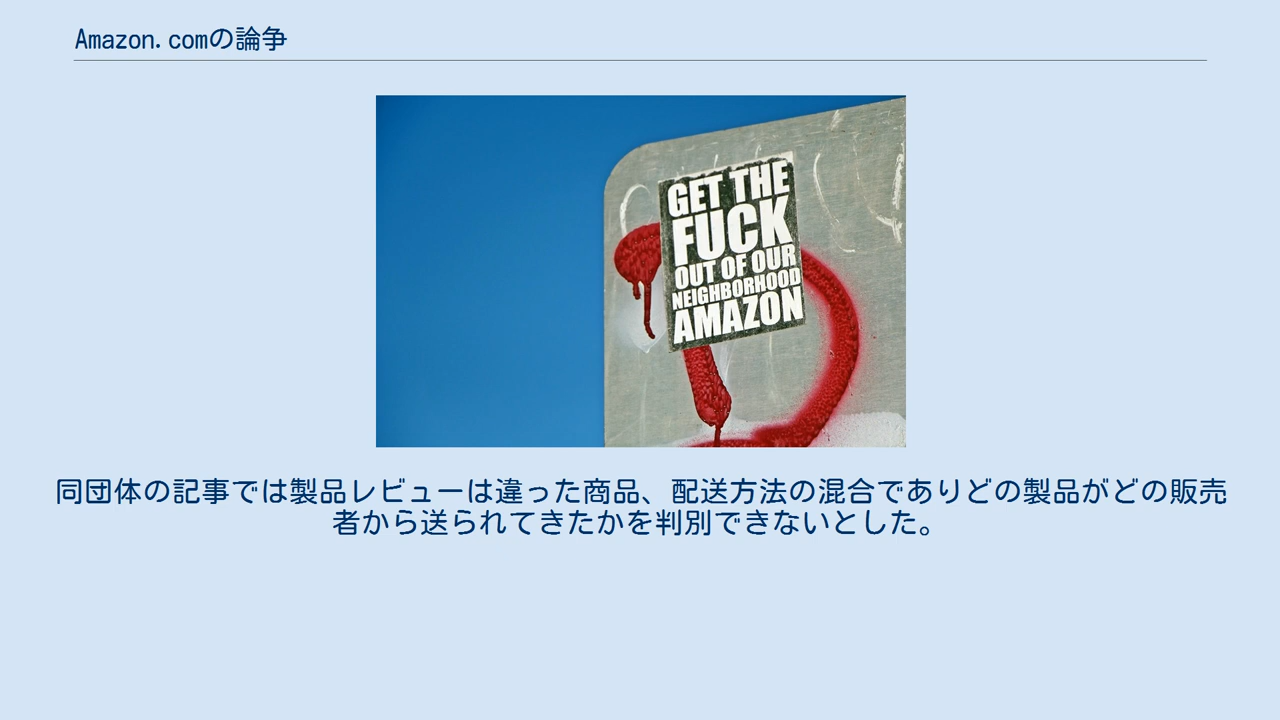 Amazon.comの論争
GET THE
FUCK
OUT OF OUR
NEIGHBORHOOD
AMAZON
同団体の記事では製品レビューは違った商品、配送方法の混合でありどの製品がどの販売
者から送られてきたかを判別できないとした。